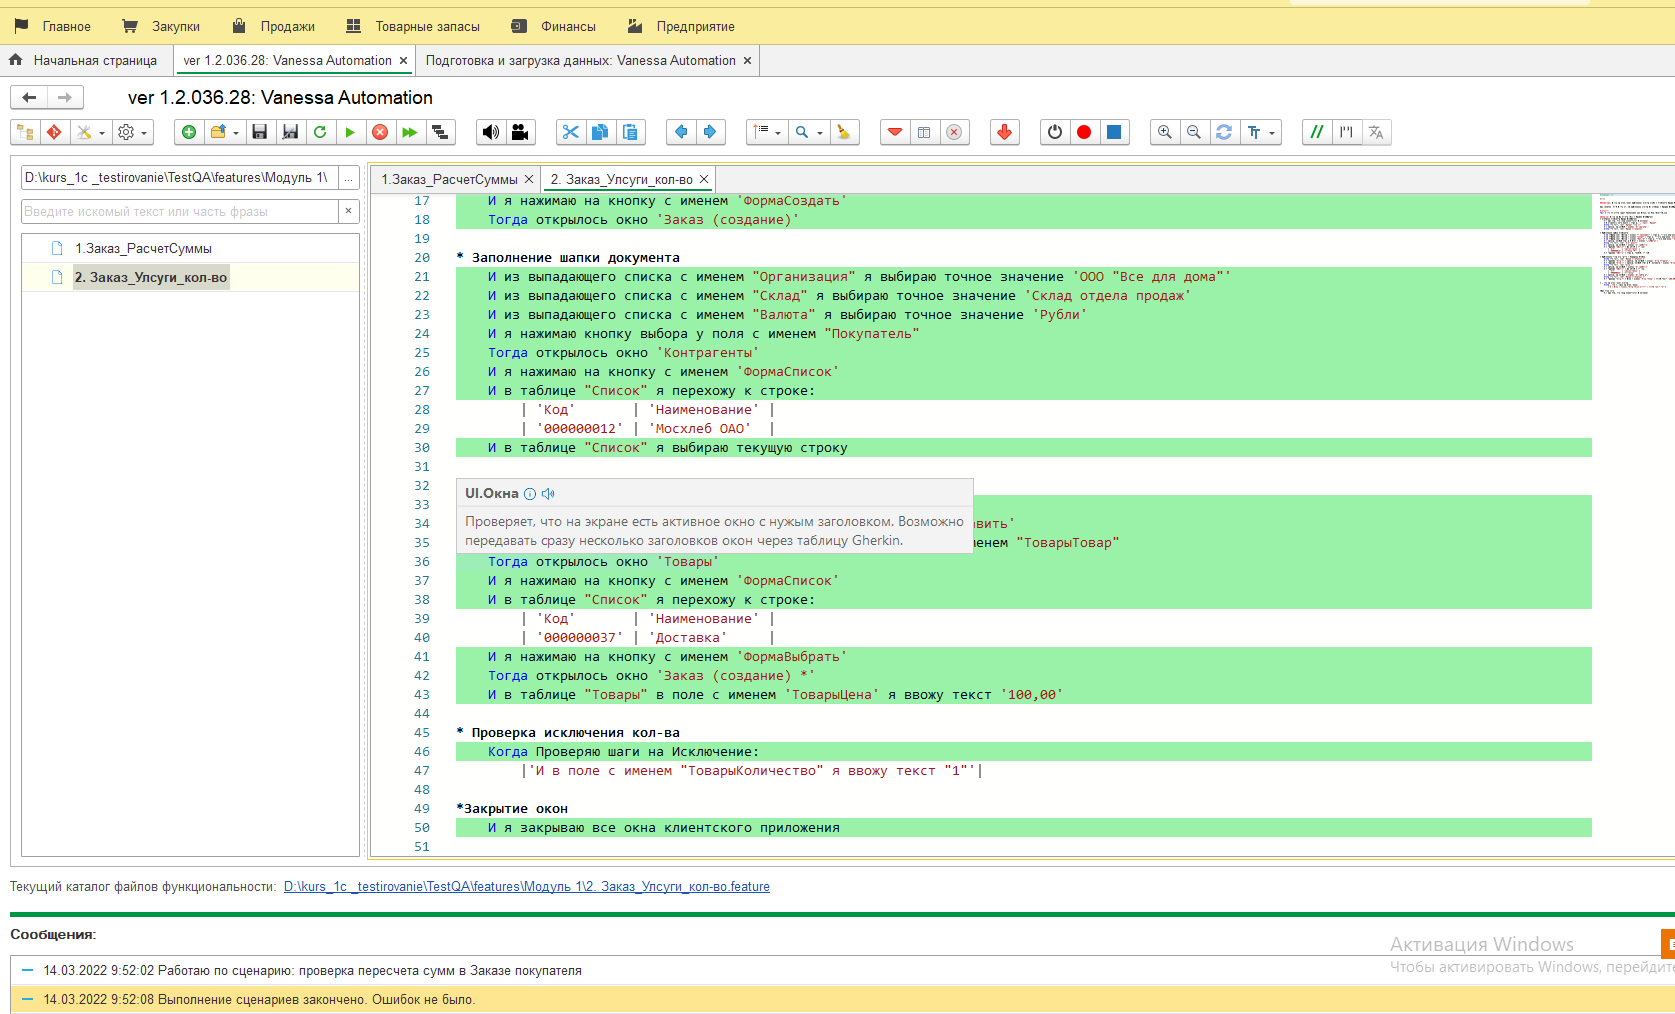 Главное Закупки Продажи Товарные запасы Финансы Предприятие
Начальная страница ver 1.2.036.28: Vanessa Automation × Подготовка и загрузка данных: Vanessa Automation ×
ver 1.2.036.28: Vanessa Automation
D:\kurs_1c _testirovanie\TestQA\features\Модуль 1\ ...
Введите искомый текст или часть фразы ×
1.Заказ_РасчетСуммы
2. Заказ_Улсуги_кол-во
1.Заказ_РасчетСуммы × 2. Заказ_Улсуги_кол-во ×
17 И я нажимаю на кнопку с именем 'ФормаСоздать'
18 Тогда открылось окно 'Заказ (создание)'
19
20 * Заполнение шапки документа
21 И из выпадающего списка с именем "Организация" я выбираю точное значение 'ООО "Все для дома"'
22 И из выпадающего списка с именем "Склад" я выбираю точное значение 'Склад отдела продаж'
23 И из выпадающего списка с именем "Валюта" я выбираю точное значение 'Рубли'
24 И я нажимаю кнопку выбора у поля с именем "Покупатель"
25 Тогда открылось окно 'Контрагенты'
26 И я нажимаю на кнопку с именем 'ФормаСписок'
27 И в таблице "Список" я перехожу к строке:
28 | 'Код' | 'Наименование' |
29 | '000000012' | 'Мосхлеб ОАО' |
30 И в таблице "Список" я выбираю текущую строку
31
32
UI.Окна
Проверяет, что на экране есть активное окно с нужым заголовком. Возможно
передавать сразу несколько заголовков окон через таблицу Gherkin.
33
34 авить'
35 менем "ТоварыТовар"
36 Тогда открылось окно 'Товары'
37 И я нажимаю на кнопку с именем 'ФормаСписок'
38 И в таблице "Список" я перехожу к строке:
39 | 'Код' | 'Наименование' |
40 | '000000037' | 'Доставка' |
41 И я нажимаю на кнопку с именем 'ФормаВыбрать'
42 Тогда открылось окно 'Заказ (создание) *'
43 И в таблице "Товары" в поле с именем 'ТоварыЦена' я ввожу текст '100,00'
44
45 * Проверка исключения кол-ва
46 Когда Проверяю шаги на Исключение:
47 |'И в поле с именем "ТоварыКоличество" я ввожу текст "1"'|
48
49 *Закрытие окон
50 И я закрываю все окна клиентского приложения
51
Текущий каталог файлов функциональности: D:\kurs_1c _testirovanie\TestQA\features\Модуль 1\2. Заказ_Улсуги_кол-во.feature
Сообщения:
Активация Windows
Чтобы активировать Windows, перейдите
14.03.2022 9:52:02 Работаю по сценарию: проверка пересчета сумм в Заказе покупателя
14.03.2022 9:52:08 Выполнение сценариев закончено. Ошибок не было.